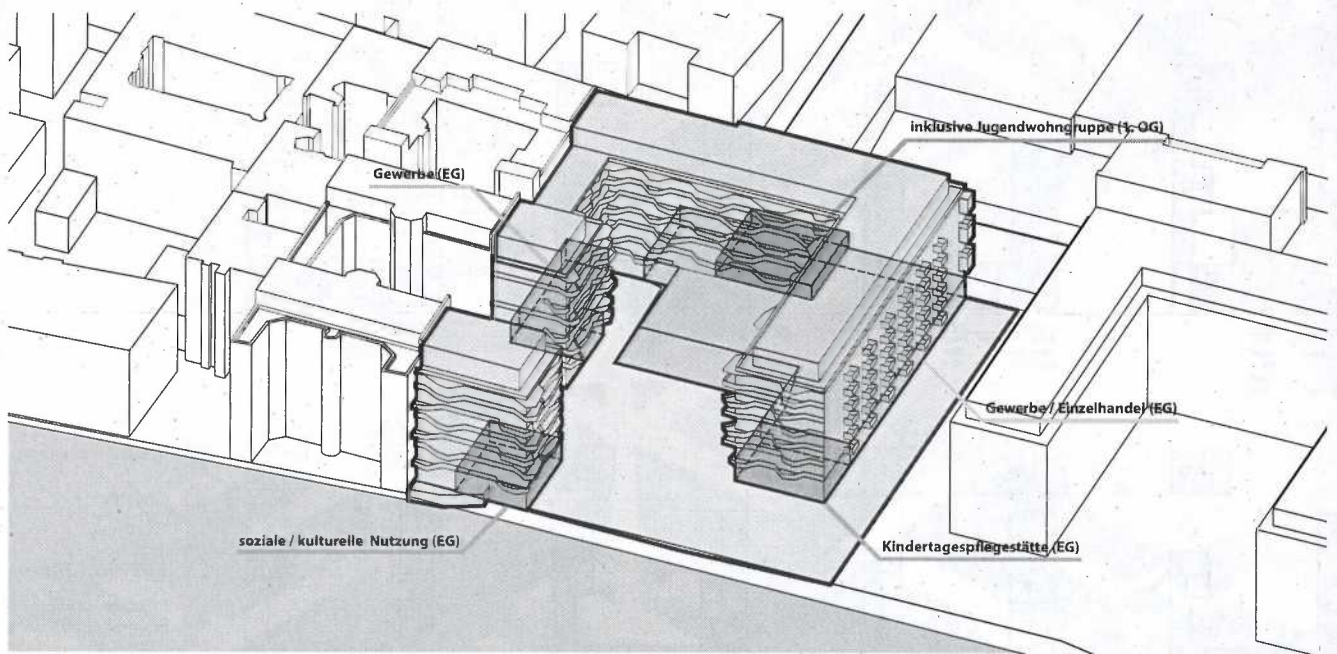 inklusive Jugendwohngruppe (1. OG)
Gewerbe (EG)
Gewerbe / Einzelhandel (EG)
soziale / kulturelle Nutzung (EG)
Kindertagespflegestätte (EG)